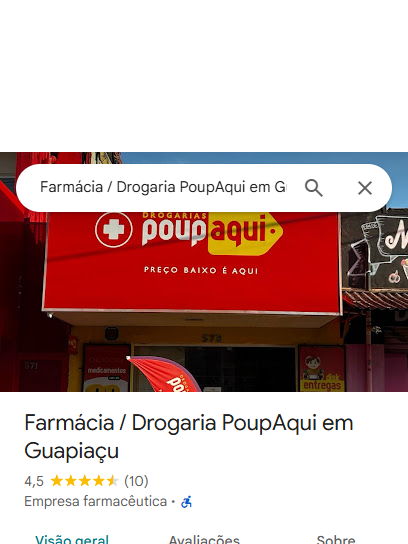 Farmácia / Drogaria PoupAqui em G
DROGARIAS
poupaqui
PREÇO BAIXO É AQUI
572
571
medicamentos
entregas
Farmácia / Drogaria PoupAqui em
Guapiaçu
4,5 (10)
Empresa farmacêutica ·
Visão geral Avaliações Sobre